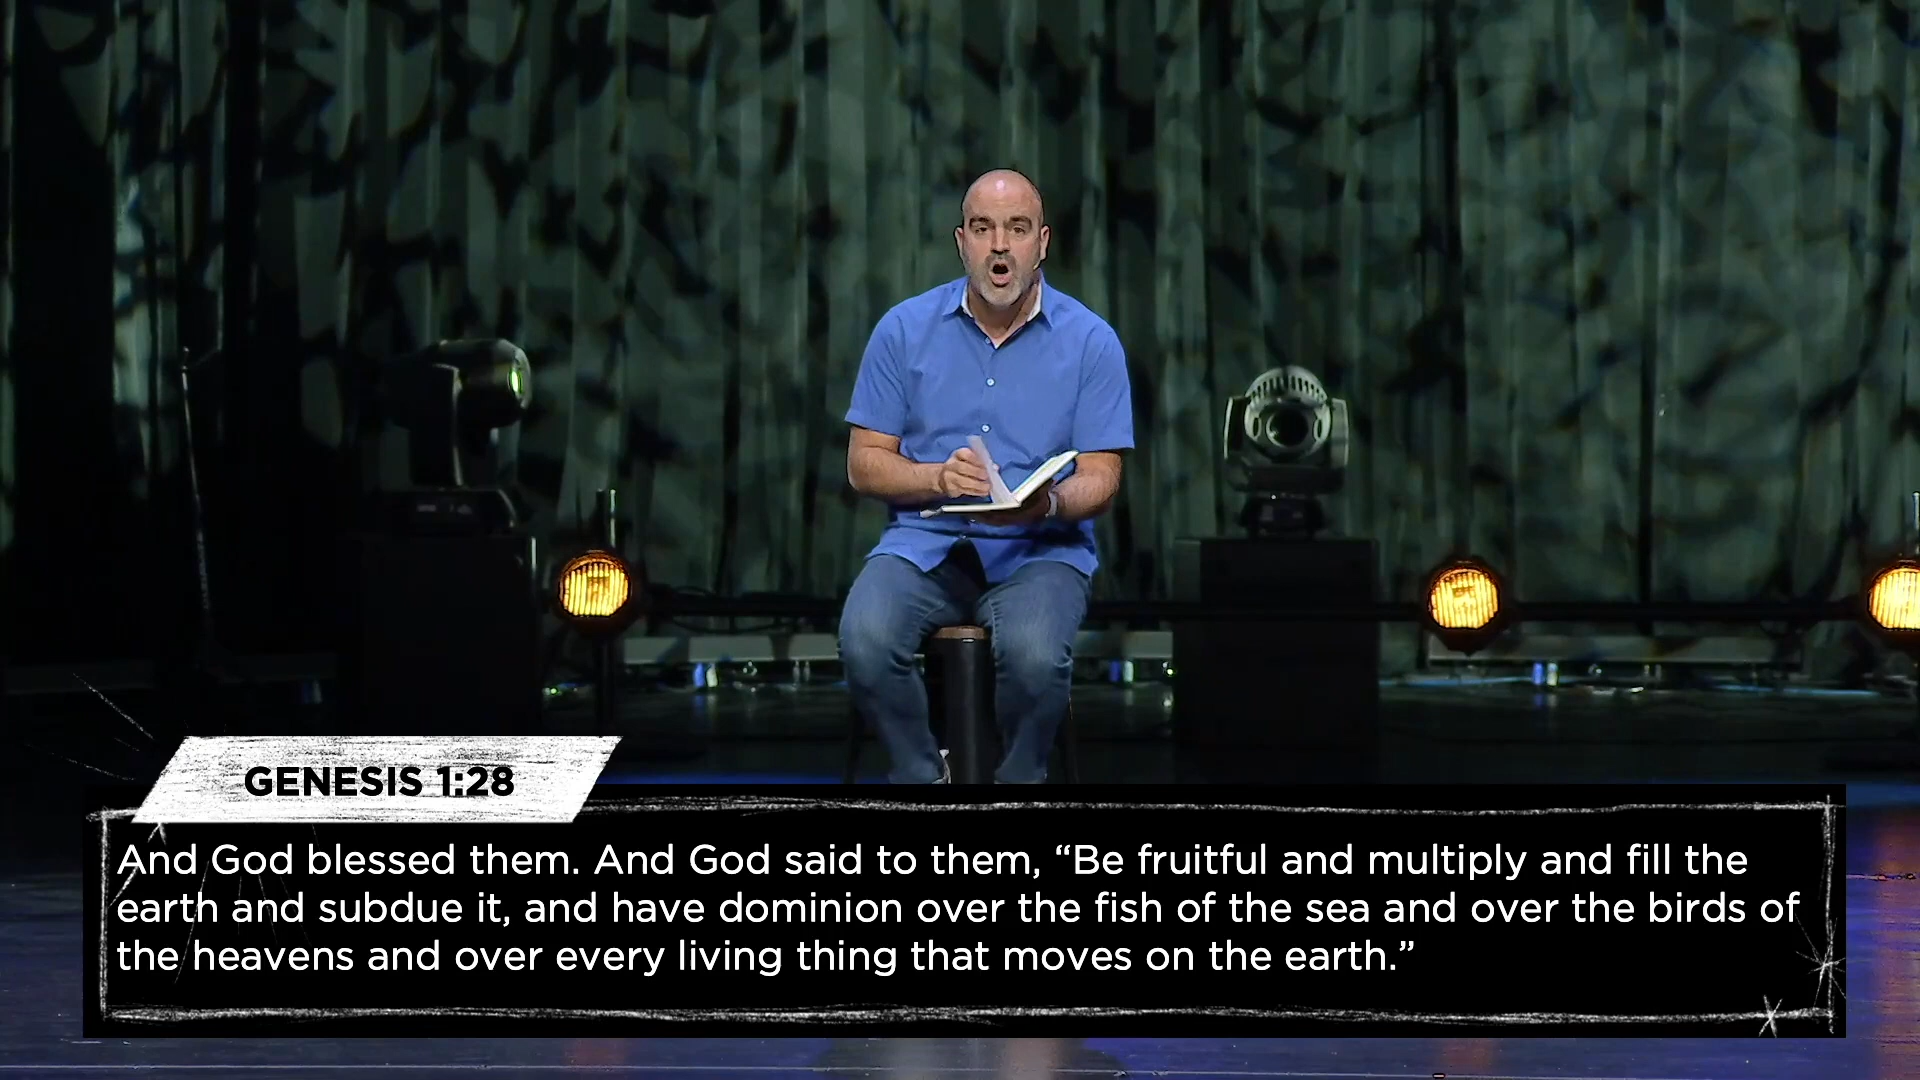 GENESIS 1:28
And God blessed them. And God said to them, “Be fruitful and multiply and fill the
earth and subdue it, and have dominion over the fish of the sea and over the birds of
the heavens and over every living thing that moves on the earth.”